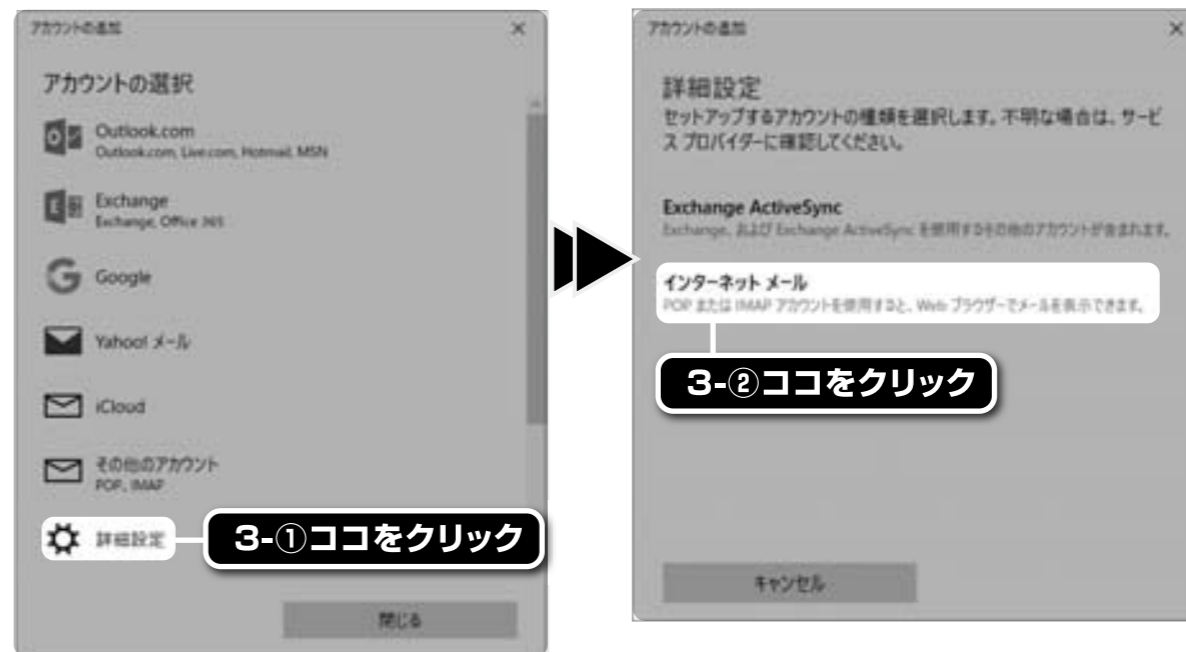 アカウントの追加
アカウントの選択
Outlook.com
Outlook.com, Live.com, Hotmail, MSN
Exchange
Exchange, Office 365
Google
Yahoo! メール
iCloud
その他のアカウント
POP、IMAP
詳細設定
3-①ココをクリック
閉じる
アカウントの追加
詳細設定
セットアップするアカウントの種類を選択します。不明な場合は、サービ
ス プロバイダーに確認してください。
Exchange ActiveSync
Exchange、および Exchange ActiveSync を使用するその他のアカウントが含まれます。
インターネット メール
POP または IMAP アカウントを使用すると、Web ブラウザーでメールを表示できます。
3-②ココをクリック
キャンセル